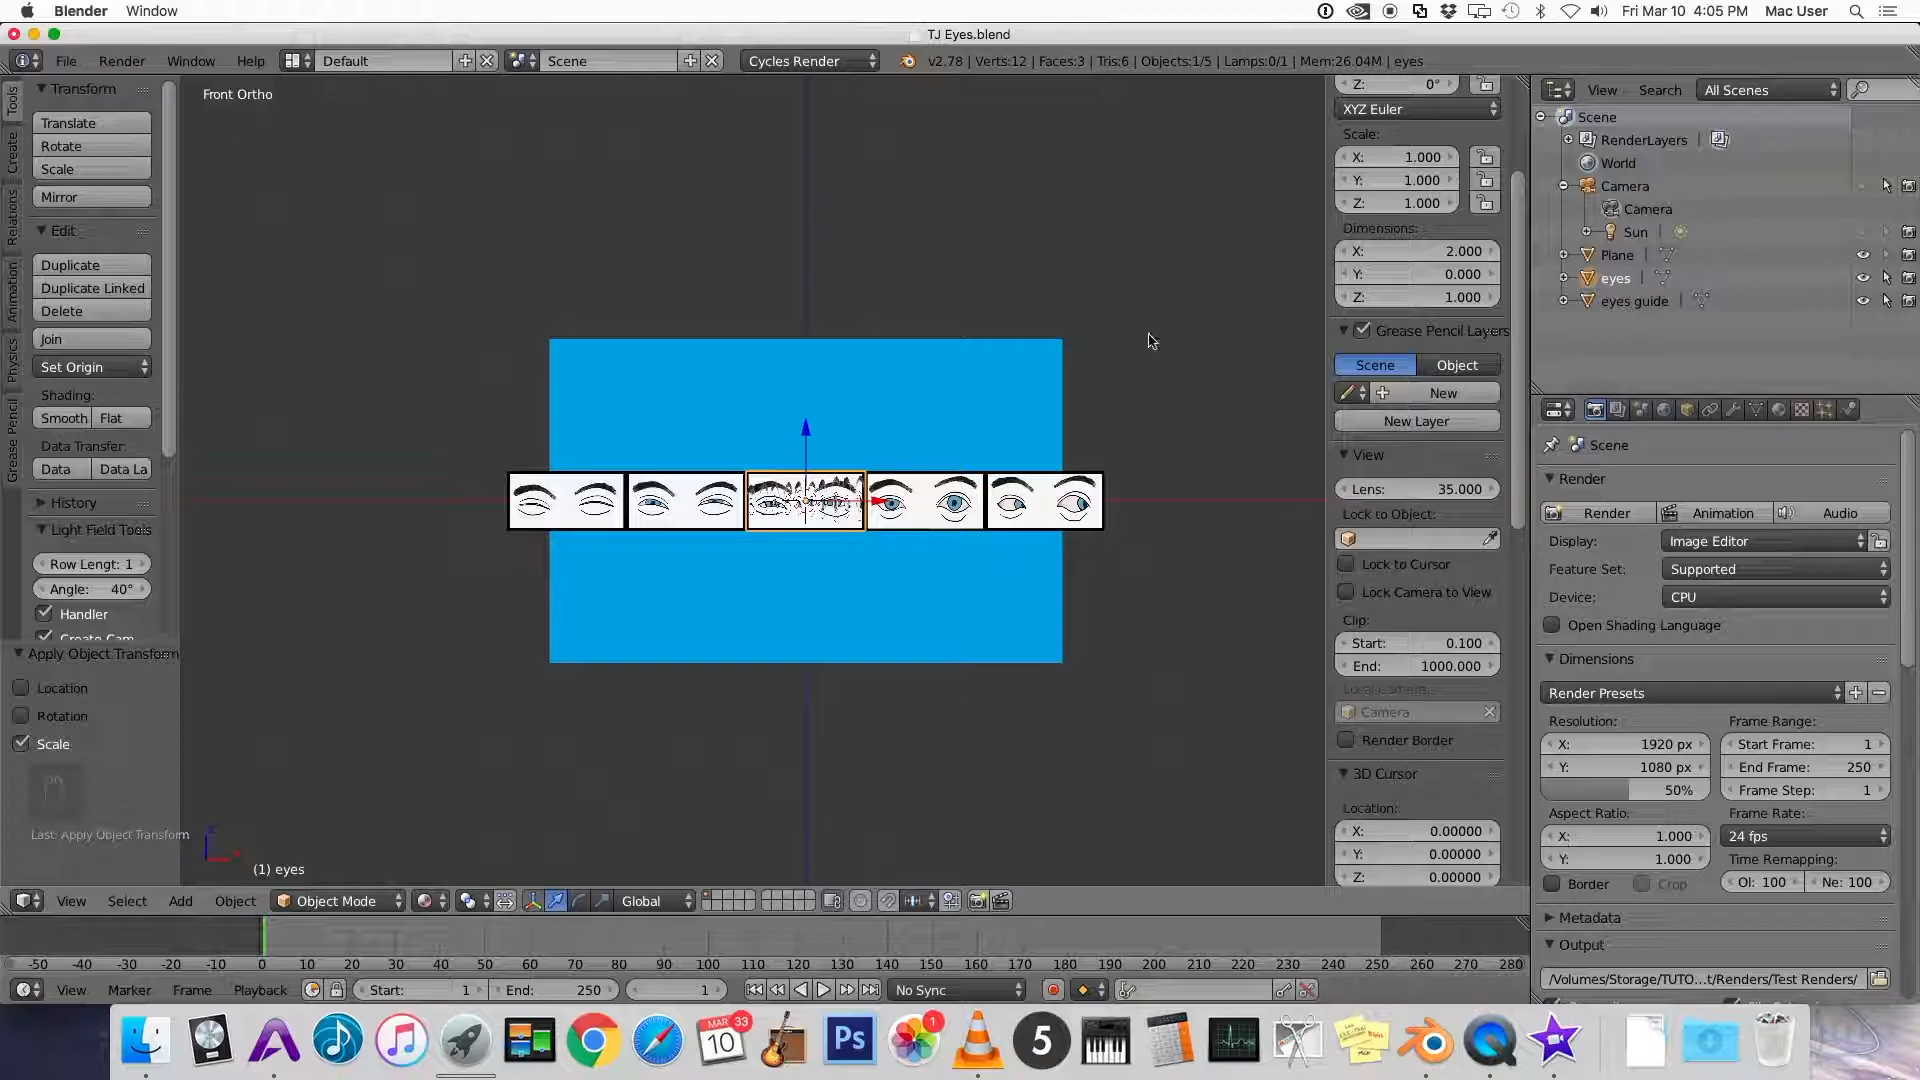 Blender Window Fri Mar 10 4:05 PM Mac User
TJ Eyes.blend
File Render Window Help Default Scene Cycles Render v2.78 | Verts:12 | Faces:3 | Tris:6 | Objects:1/5 | Lamps:0/1 | Mem:26.04M | eyes
Tools
Create
Relations
Animation
Physics
Grease Pencil
Transform
Translate
Rotate
Scale
Mirror
Edit
Duplicate
Duplicate Linked
Delete
Join
Set Origin
Shading:
Smooth Flat
Data Transfer:
Data Data La
History
Light Field Tools
Row Lengt: 1
Angle: 40°
Handler
Create Cam
Apply Object Transform
Location
Rotation
Scale
Last: Apply Object Transform
Front Ortho
(1) eyes
Z: 0°
XYZ Euler
Scale:
X: 1.000
Y: 1.000
Z: 1.000
Dimensions:
X: 2.000
Y: 0.000
Z: 1.000
Grease Pencil Layers
Scene Object
New
New Layer
View
Lens: 35.000
Lock to Object:
Lock to Cursor
Lock Camera to View
Clip:
Start: 0.100
End: 1000.000
Local Camera:
Camera
Render Border
3D Cursor
Location:
X: 0.00000
Y: 0.00000
Z: 0.00000
View Search All Scenes
Scene
RenderLayers
World
Camera
Camera
Sun
Plane
eyes
eyes guide
Scene
Render
Render Animation Audio
Display: Image Editor
Feature Set: Supported
Device: CPU
Open Shading Language
Dimensions
Render Presets
Resolution: Frame Range:
X: 1920 px Start Frame: 1
Y: 1080 px End Frame: 250
50% Frame Step: 1
Aspect Ratio: Frame Rate:
X: 1.000 24 fps
Y: 1.000 Time Remapping:
Border Crop Ol: 100 Ne: 100
Metadata
Output
/Volumes/Storage/TUTO...t/Renders/Test Renders/
View Select Add Object Object Mode Global
-50 -40 -30 -20 -10 0 10 20 30 40 50 60 70 80 90 100 110 120 130 140 150 160 170 180 190 200 210 220 230 240 250 260 270 280
View Marker Frame Playback Start: 1 End: 250 1 No Sync
MAR 33
10
Ps
1
5